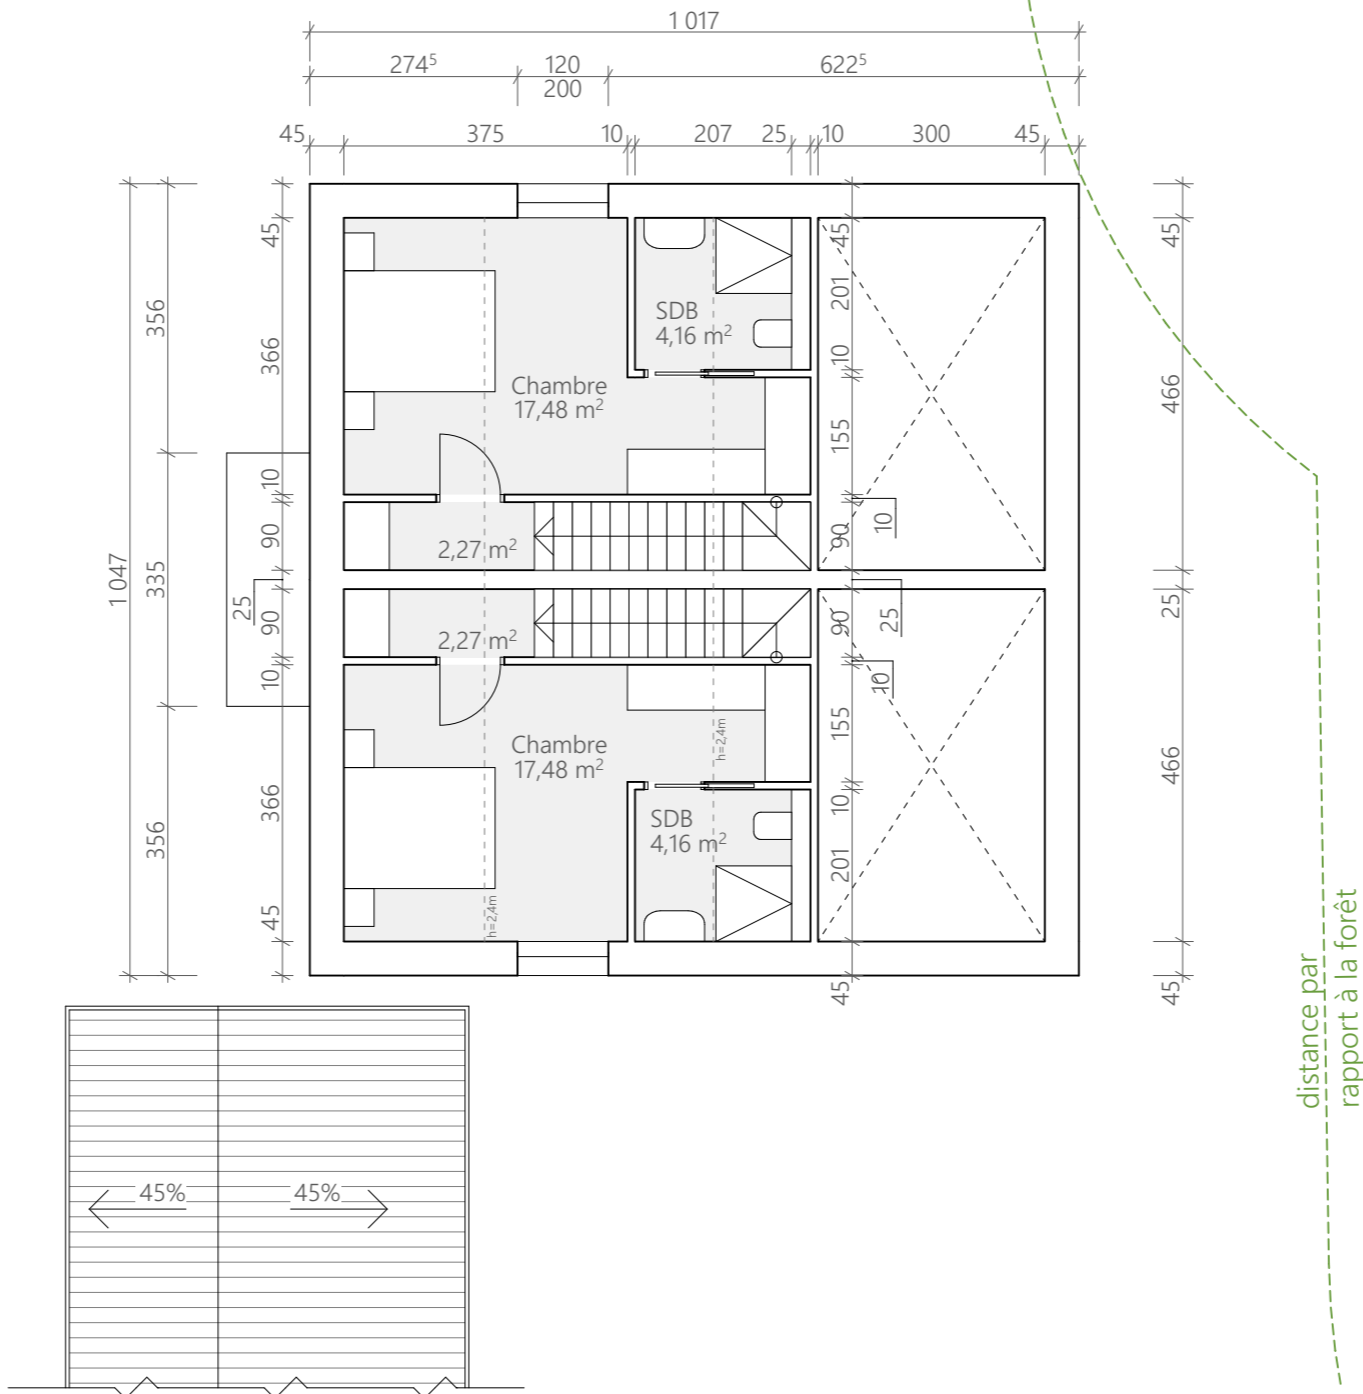 1 017
274⁵ 120 622⁵
200
45 375 10 207 25 10 300 45
45 45 45
356 366 201 466
SDB
4,16 m²
10
Chambre
17,48 m²
155
10
10
90 90
2,27 m²
1 047 335
25 25 25
90 90
2,27 m²
10 10
155
h=2,4m
Chambre
17,48 m²
356 366 466
10
SDB
4,16 m²
201
h=2,4m
45
45 45
distance par
rapport à la forêt
45% 45%